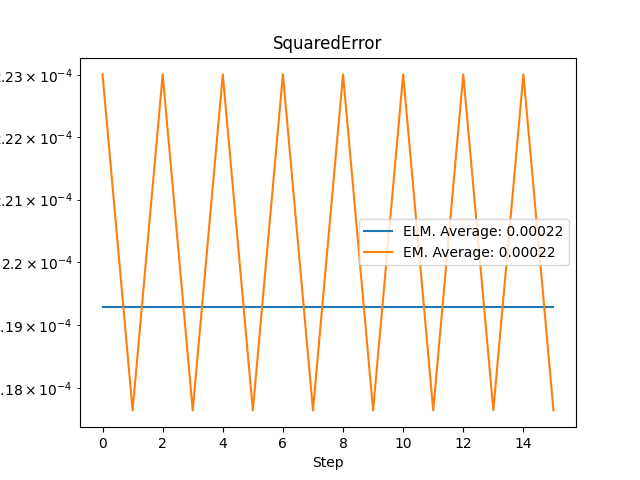 SquaredError
.23 × 10⁻⁴
.22 × 10⁻⁴
.21 × 10⁻⁴
2.2 × 10⁻⁴
.19 × 10⁻⁴
.18 × 10⁻⁴
ELM. Average: 0.00022
EM. Average: 0.00022
0 2 4 6 8 10 12 14
Step